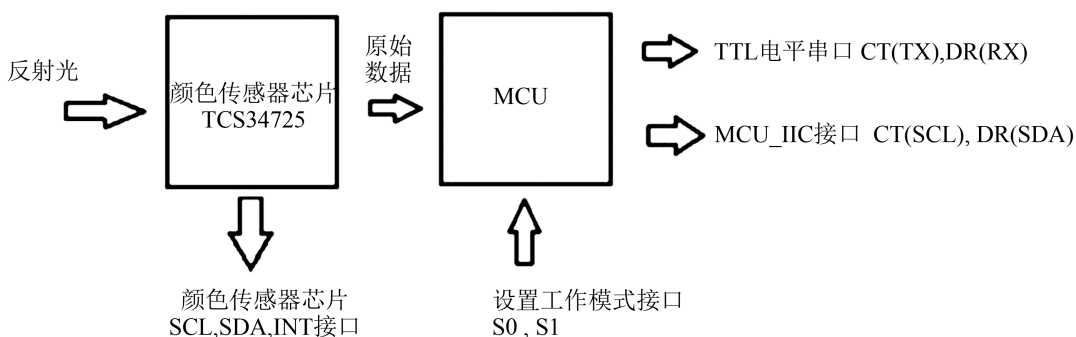 反射光
颜色传感器芯片
TCS34725
原始
数据
MCU
TTL电平串口 CT(TX),DR(RX)
MCU_IIC接口 CT(SCL), DR(SDA)
颜色传感器芯片
SCL,SDA,INT接口
设置工作模式接口
S0 , S1